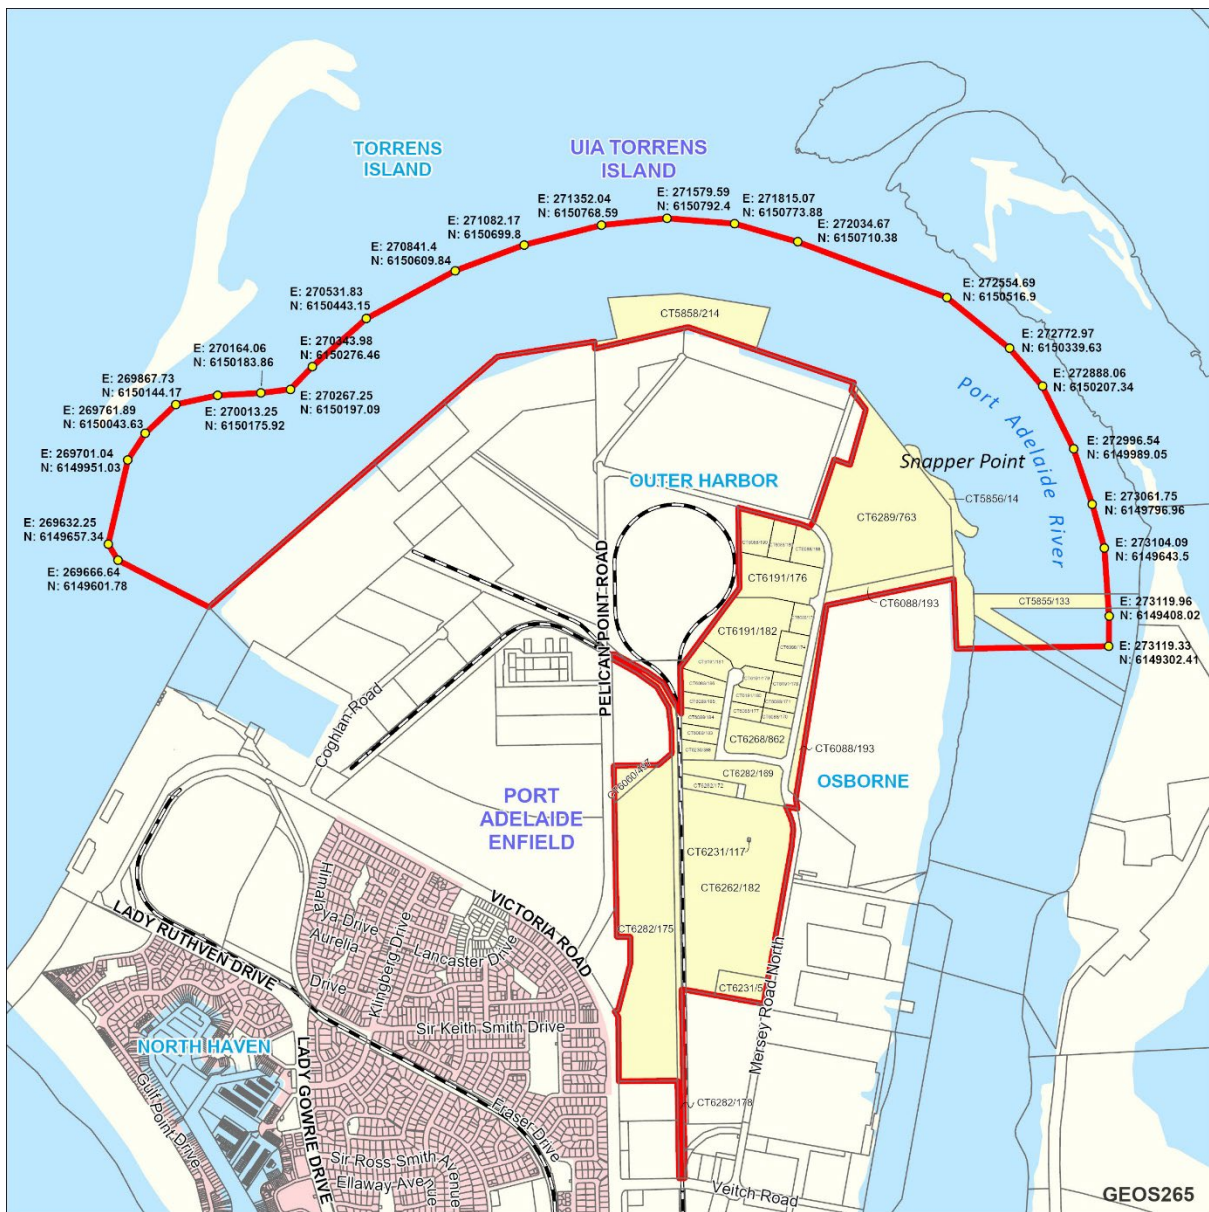 TORRENS
ISLAND
UIA TORRENS
ISLAND
E: 271579.59
N: 6150792.4
E: 271352.04
N: 6150768.59
E: 271815.07
N: 6150773.88
E: 271082.17
N: 6150699.8
E: 272034.67
N: 6150710.38
E: 270841.4
N: 6150609.84
E: 272554.69
N: 6150516.9
E: 270531.83
N: 6150443.15
CT5858/214
E: 270343.98
N: 6150276.46
E: 272772.97
N: 6150339.63
E: 270164.06
N: 6150183.86
E: 272888.06
N: 6150207.34
E: 269867.73
N: 6150144.17
E: 270267.25
N: 6150197.09
E: 270013.25
N: 6150175.92
E: 269761.89
N: 6150043.63
E: 269701.04
N: 6149951.03
E: 272996.54
N: 6149989.05
Port Adelaide River
Snapper Point
OUTER HARBOR
CT5856/14
E: 273061.75
N: 6149796.96
CT6289/763
E: 269632.25
N: 6149657.34
E: 273104.09
N: 6149643.5
E: 269666.64
N: 6149601.78
PELICAN POINT ROAD
CT6191/176
CT6088/193
CT5855/133
E: 273119.96
N: 6149408.02
CT6191/182
E: 273119.33
N: 6149302.41
Coghlan Road
CT6268/862
CT6088/193
CT6282/169
CT6282/172
OSBORNE
CT6060/467
PORT
ADELAIDE
ENFIELD
CT6231/117
CT6262/182
Himalaya Drive
Aurelia
Drive
Klingberg Drive
Lancaster Drive
VICTORIA ROAD
CT6282/175
LADY RUTHVEN DRIVE
CT6231/5
Mersey Road North
Sir Keith Smith Drive
NORTH HAVEN
LADY GOWRIE DRIVE
Gulf Point Drive
Fraser Drive
CT6282/178
Sir Ross Smith Avenue
Ellaway Avenue
Veitch Road
GEOS265